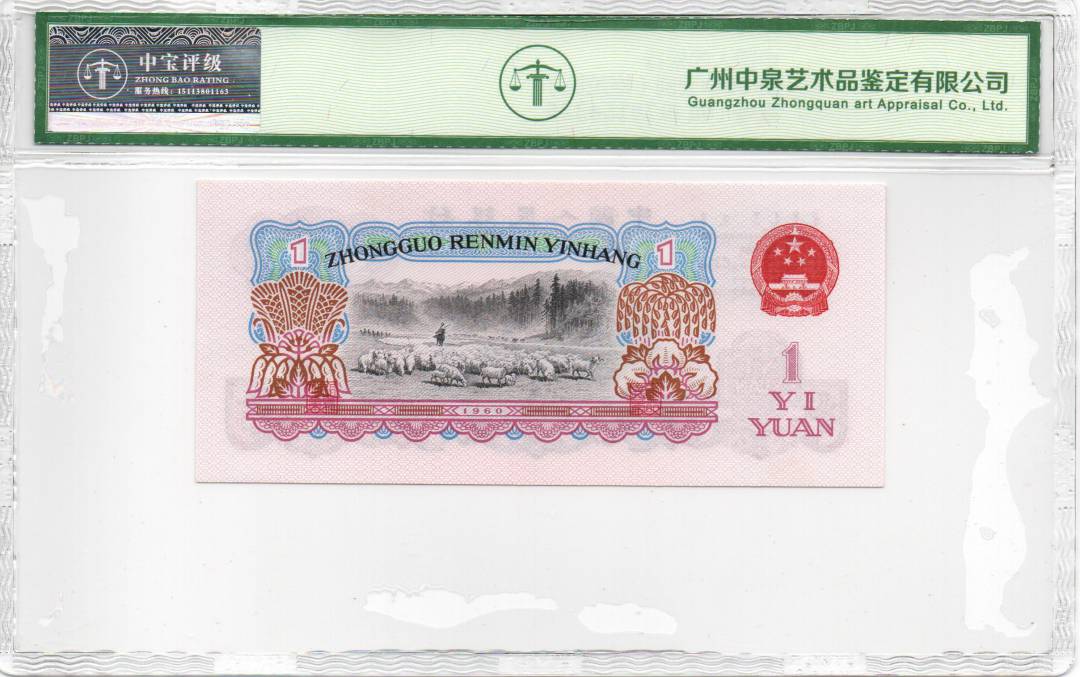 中宝评级
ZHONG BAO RATING
服务热线：15113801163
广州中泉艺术品鉴定有限公司
Guangzhou Zhongquan art Appraisal Co., Ltd.
ZHONGGUO RENMIN YINHANG
1
1
1960
1
YI
YUAN